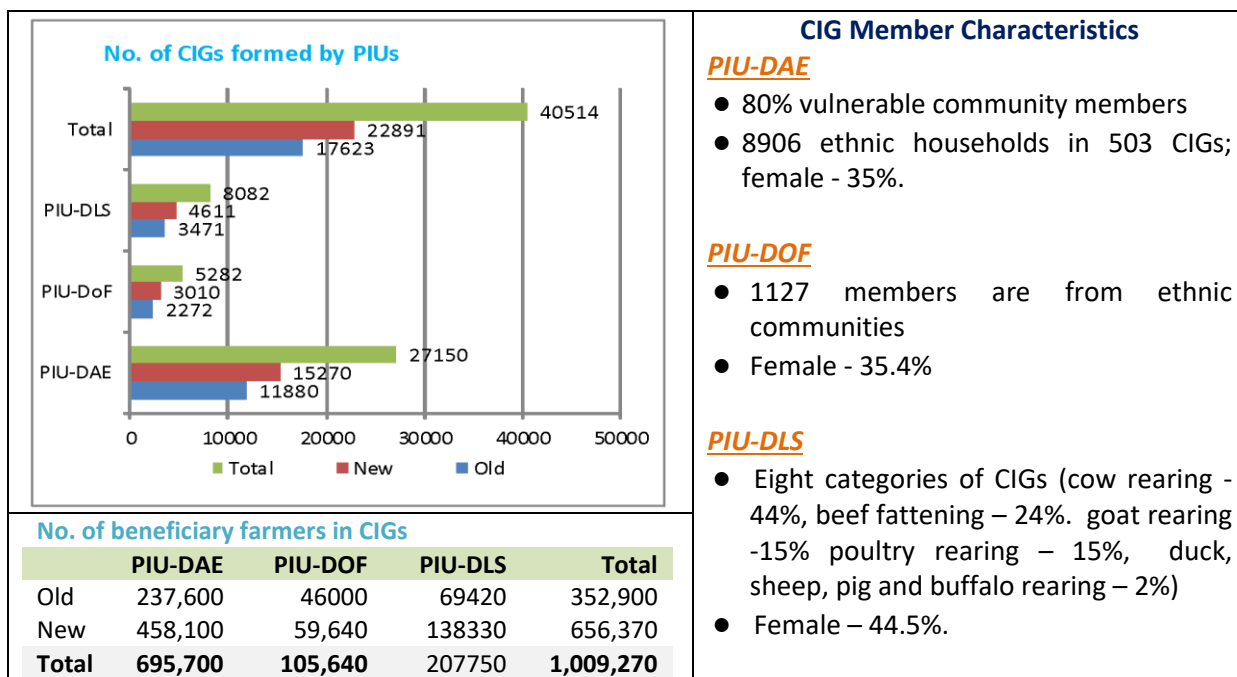 No. of CIGs formed by PIUs
Total
40514
22891
17623
PIU-DLS
8082
4611
3471
PIU-DoF
5282
3010
2272
PIU-DAE
27150
15270
11880
0 10000 20000 30000 40000 50000
Total New Old
No. of beneficiary farmers in CIGs
PIU-DAE PIU-DOF PIU-DLS Total
Old 237,600 46000 69420 352,900
New 458,100 59,640 138330 656,370
Total 695,700 105,640 207750 1,009,270
CIG Member Characteristics
PIU-DAE
● 80% vulnerable community members
● 8906 ethnic households in 503 CIGs;
female - 35%.
PIU-DOF
● 1127 members are from ethnic
communities
● Female - 35.4%
PIU-DLS
● Eight categories of CIGs (cow rearing -
44%, beef fattening – 24%. goat rearing
-15% poultry rearing – 15%, duck,
sheep, pig and buffalo rearing – 2%)
● Female – 44.5%.